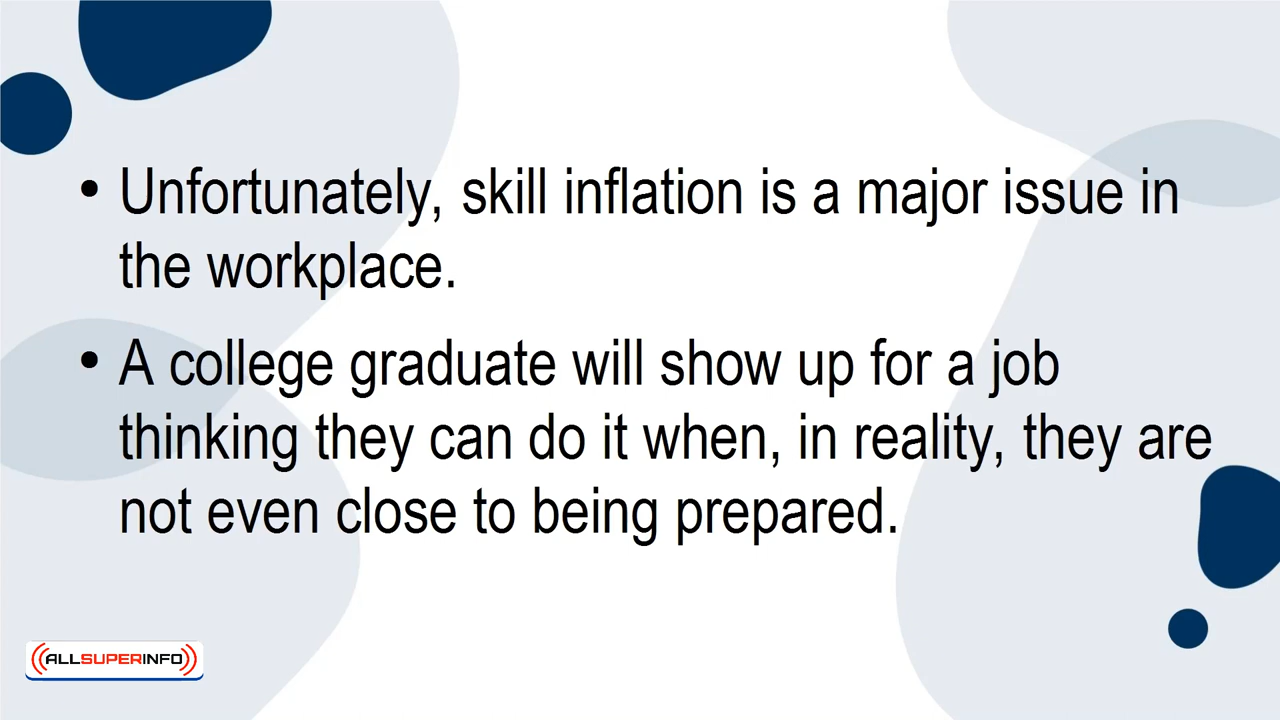 • Unfortunately, skill inflation is a major issue in
the workplace.
• A college graduate will show up for a job
thinking they can do it when, in reality, they are
not even close to being prepared.
ALLSUPERINFO